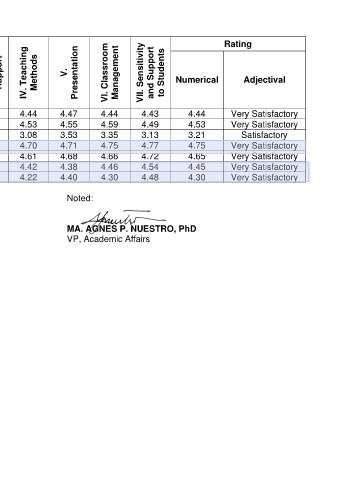 IV. Teaching Methods V. Presentation VI. Classroom Management VII. Sensitivity and Support to Students Rating
Numerical Adjectival
4.44 4.47 4.44 4.43 4.44 Very Satisfactory
4.53 4.55 4.59 4.49 4.53 Very Satisfactory
3.08 3.53 3.35 3.13 3.21 Satisfactory
4.70 4.71 4.75 4.77 4.75 Very Satisfactory
4.61 4.68 4.66 4.72 4.65 Very Satisfactory
4.42 4.38 4.46 4.54 4.45 Very Satisfactory
4.22 4.40 4.30 4.48 4.30 Very Satisfactory
Noted:
MA. AGNES P. NUESTRO, PhD
VP, Academic Affairs